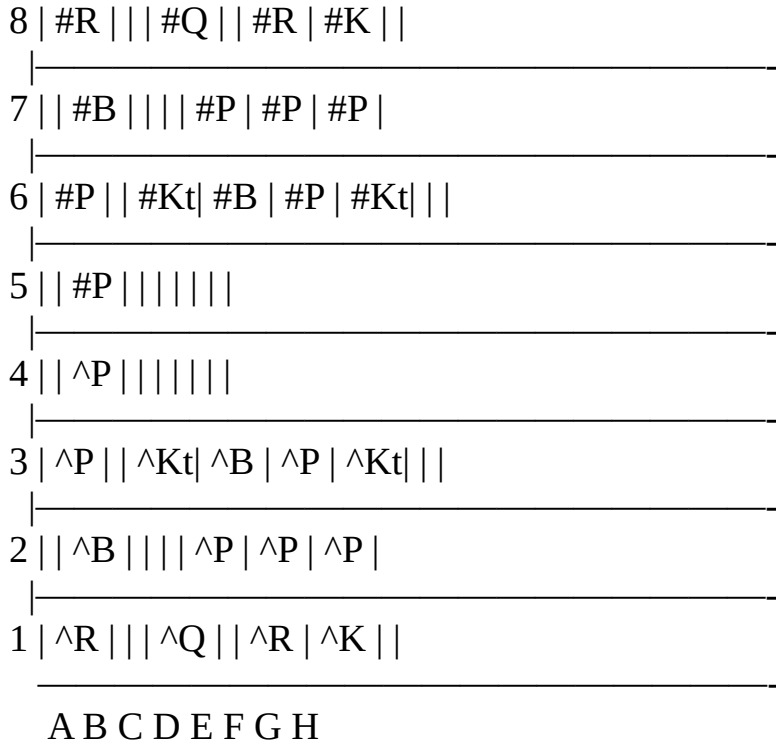 8 | #R | | | #Q | | #R | #K | |
|———————————————————-
7 | | #B | | | | #P | #P | #P |
|———————————————————-
6 | #P | | #Kt| #B | #P | #Kt| | |
|———————————————————-
5 | | #P | | | | | | |
|———————————————————-
4 | | ^P | | | | | | |
|———————————————————-
3 | ^P | | ^Kt| ^B | ^P | ^Kt| | |
|———————————————————-
2 | | ^B | | | | ^P | ^P | ^P |
|———————————————————-
1 | ^R | | | ^Q | | ^R | ^K | |
———————————————————-
A B C D E F G H